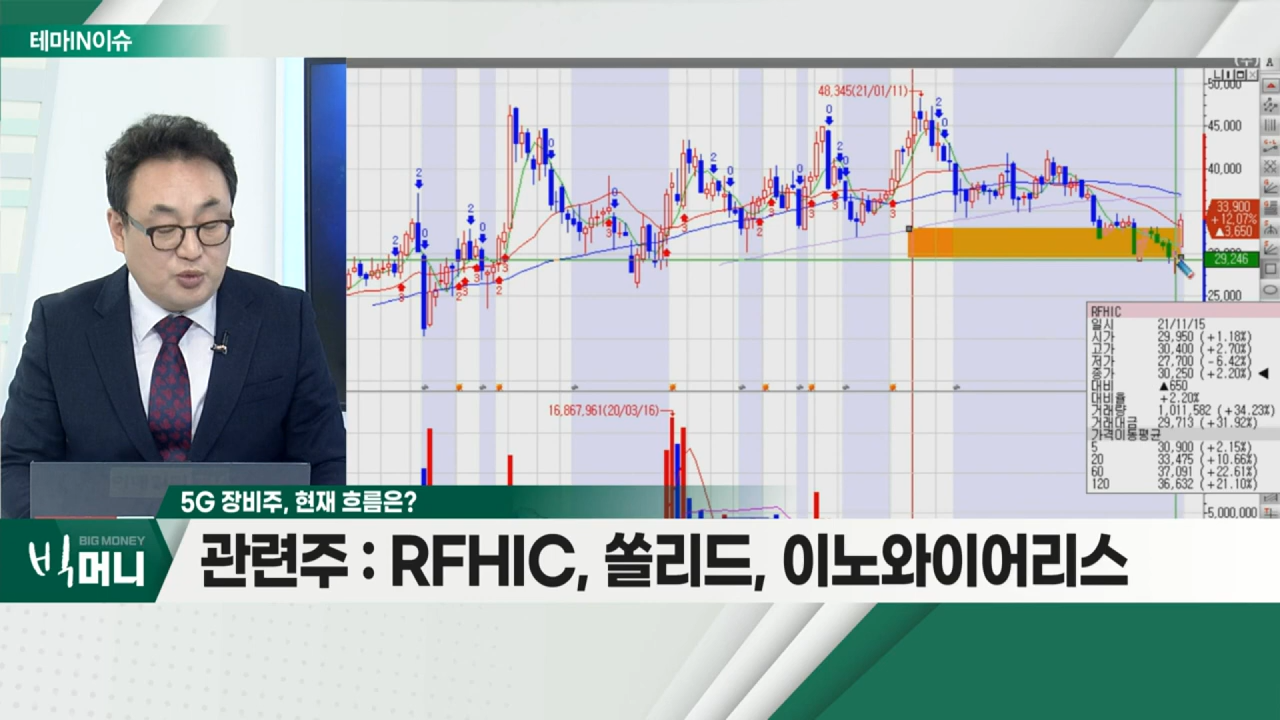 테마IN이슈
50,000
48,345(21/01/11)
45,000
40,000
33,900
+12,07%
▲3,650
30,000
29,246
25,000
RFHIC
일시 21/11/15
시가 29,950 (+1.18%)
고가 30,400 (+2.70%)
저가 27,700 (-6.42%)
종가 30,250 (+2.20%)
대비 ▲650
대비율 +2.20%
거래량 1,011,582 (+34.23%)
거래대금 29,713 (+31.92%)
가격이동평균
5 30,900 (+2.15%)
20 33,475 (+10.66%)
60 37,091 (+22.61%)
120 36,632 (+21.10%)
16,867,961(20/03/16)
5,000,000
5G 장비주, 현재 흐름은?
BIG MONEY
빅머니
관련주 : RFHIC, 쏠리드, 이노와이어리스